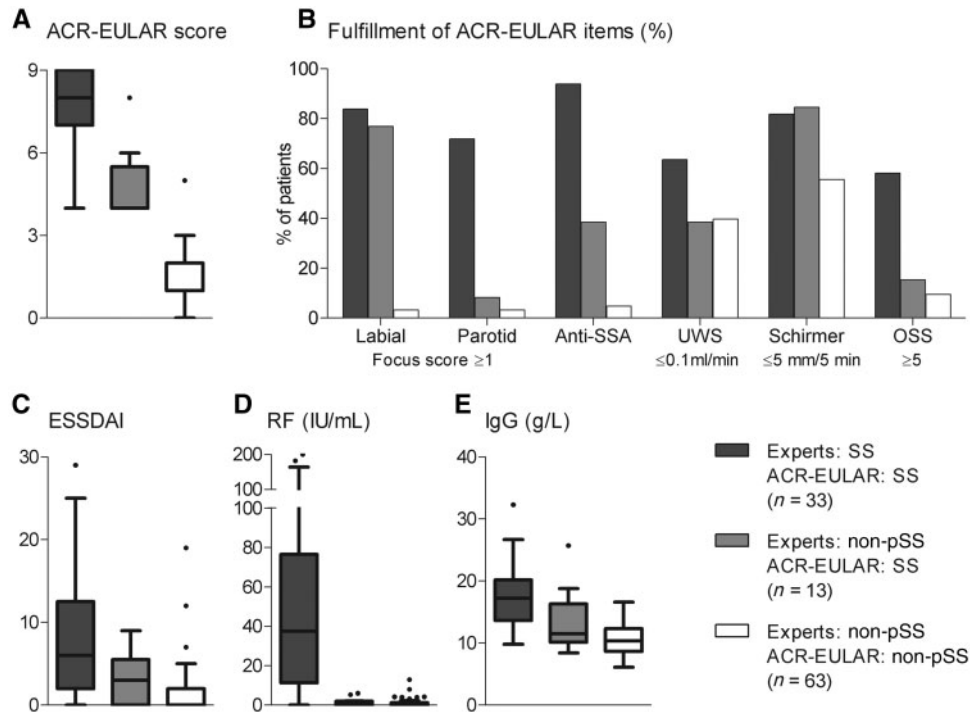 A
ACR-EULAR score
9
6
3
0
B
Fulfillment of ACR-EULAR items (%)
% of patients
100
80
60
40
20
0
Labial
Parotid
Anti-SSA
UWS
Schirmer
OSS
Focus score ≥1
≤0.1ml/min
≤5 mm/5 min
≥5
C
ESSDAI
30
20
10
0
D
RF (IU/mL)
200
100
100
80
60
40
20
0
E
IgG (g/L)
40
30
20
10
0
Experts: SS
ACR-EULAR: SS
(n = 33)
Experts: non-pSS
ACR-EULAR: SS
(n = 13)
Experts: non-pSS
ACR-EULAR: non-pSS
(n = 63)